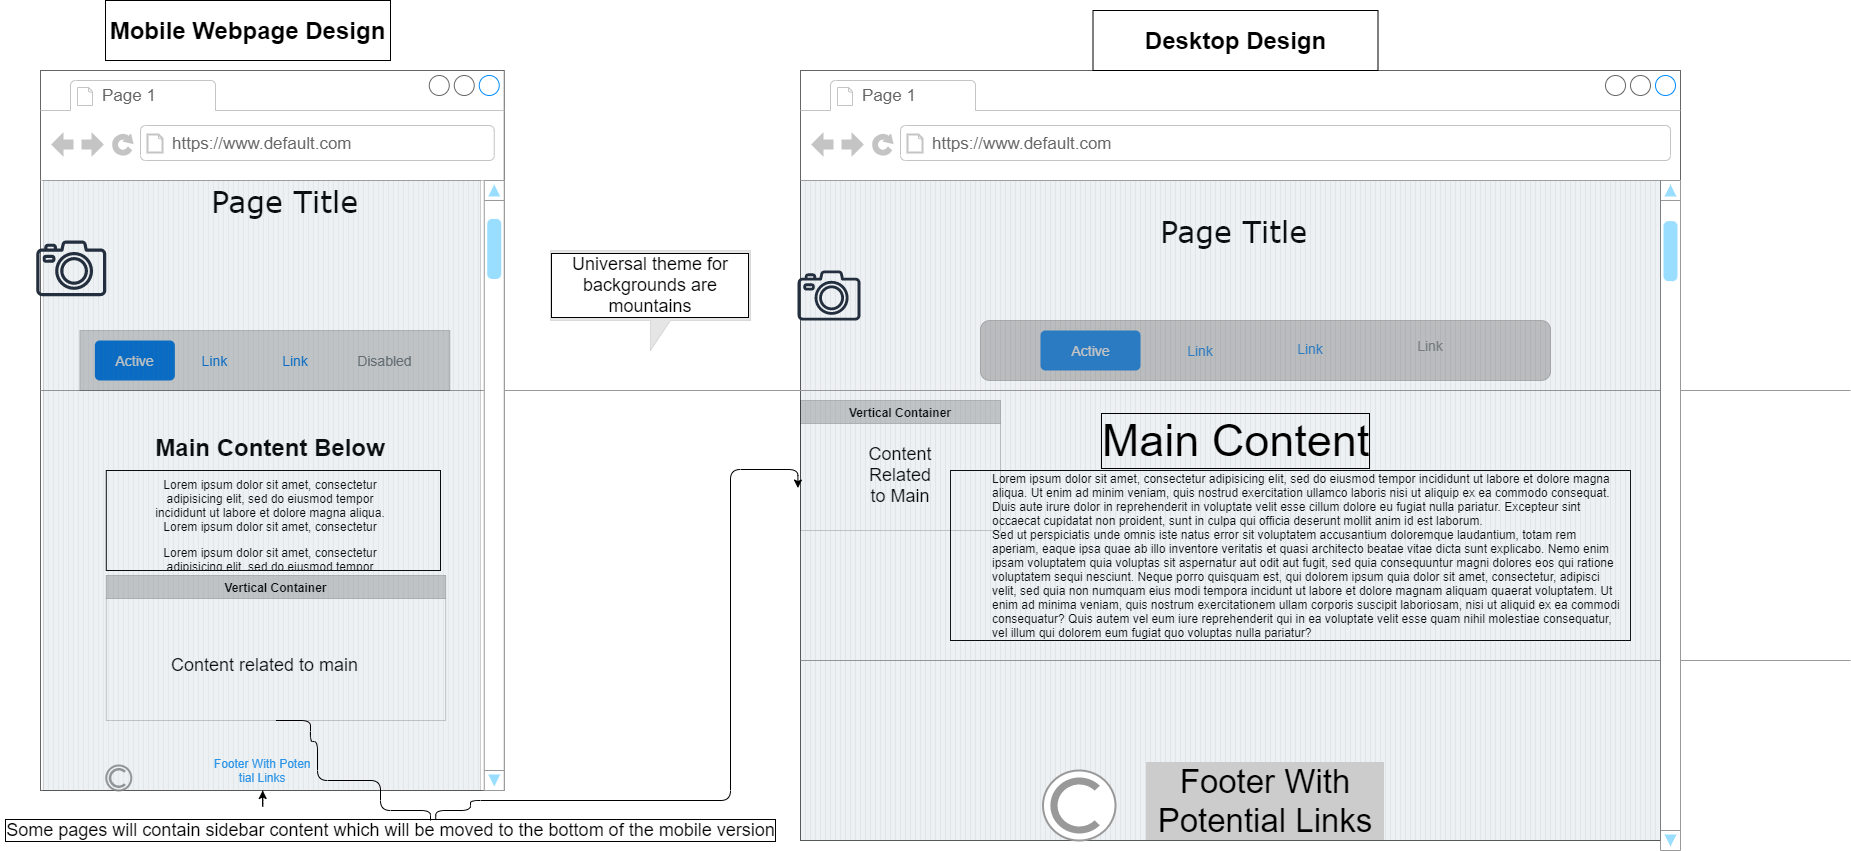 Mobile Webpage Design
Page 1
https://www.default.com
Page Title
Active
Link
Link
Disabled
Main Content Below
Lorem ipsum dolor sit amet, consectetur
adipisicing elit, sed do eiusmod tempor
incididunt ut labore et dolore magna aliqua.
Lorem ipsum dolor sit amet, consectetur
Lorem ipsum dolor sit amet, consectetur
adipisicing elit, sed do eiusmod tempor
Vertical Container
Content related to main
C
Footer With Poten
tial Links
Some pages will contain sidebar content which will be moved to the bottom of the mobile version
Universal theme for
backgrounds are
mountains
Desktop Design
Page 1
https://www.default.com
Page Title
Active
Link
Link
Link
Vertical Container
Content
Related
to Main
Main Content
Lorem ipsum dolor sit amet, consectetur adipisicing elit, sed do eiusmod tempor incididunt ut labore et dolore magna
aliqua. Ut enim ad minim veniam, quis nostrud exercitation ullamco laboris nisi ut aliquip ex ea commodo consequat.
Duis aute irure dolor in reprehenderit in voluptate velit esse cillum dolore eu fugiat nulla pariatur. Excepteur sint
occaecat cupidatat non proident, sunt in culpa qui officia deserunt mollit anim id est laborum.
Sed ut perspiciatis unde omnis iste natus error sit voluptatem accusantium doloremque laudantium, totam rem
aperiam, eaque ipsa quae ab illo inventore veritatis et quasi architecto beatae vitae dicta sunt explicabo. Nemo enim
ipsam voluptatem quia voluptas sit aspernatur aut odit aut fugit, sed quia consequuntur magni dolores eos qui ratione
voluptatem sequi nesciunt. Neque porro quisquam est, qui dolorem ipsum quia dolor sit amet, consectetur, adipisci
velit, sed quia non numquam eius modi tempora incidunt ut labore et dolore magnam aliquam quaerat voluptatem. Ut
enim ad minima veniam, quis nostrum exercitationem ullam corporis suscipit laboriosam, nisi ut aliquid ex ea commodi
consequatur? Quis autem vel eum iure reprehenderit qui in ea voluptate velit esse quam nihil molestiae consequatur,
vel illum qui dolorem eum fugiat quo voluptas nulla pariatur?
C
Footer With
Potential Links